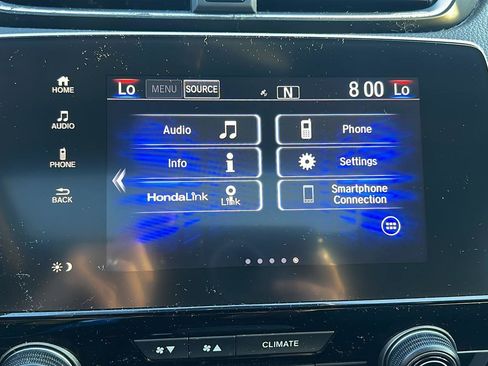 HOME
AUDIO
PHONE
BACK
Lo MENU SOURCE N 8:00 Lo
Audio
Phone
Info
Settings
HondaLink Link
Smartphone
Connection
CLIMATE